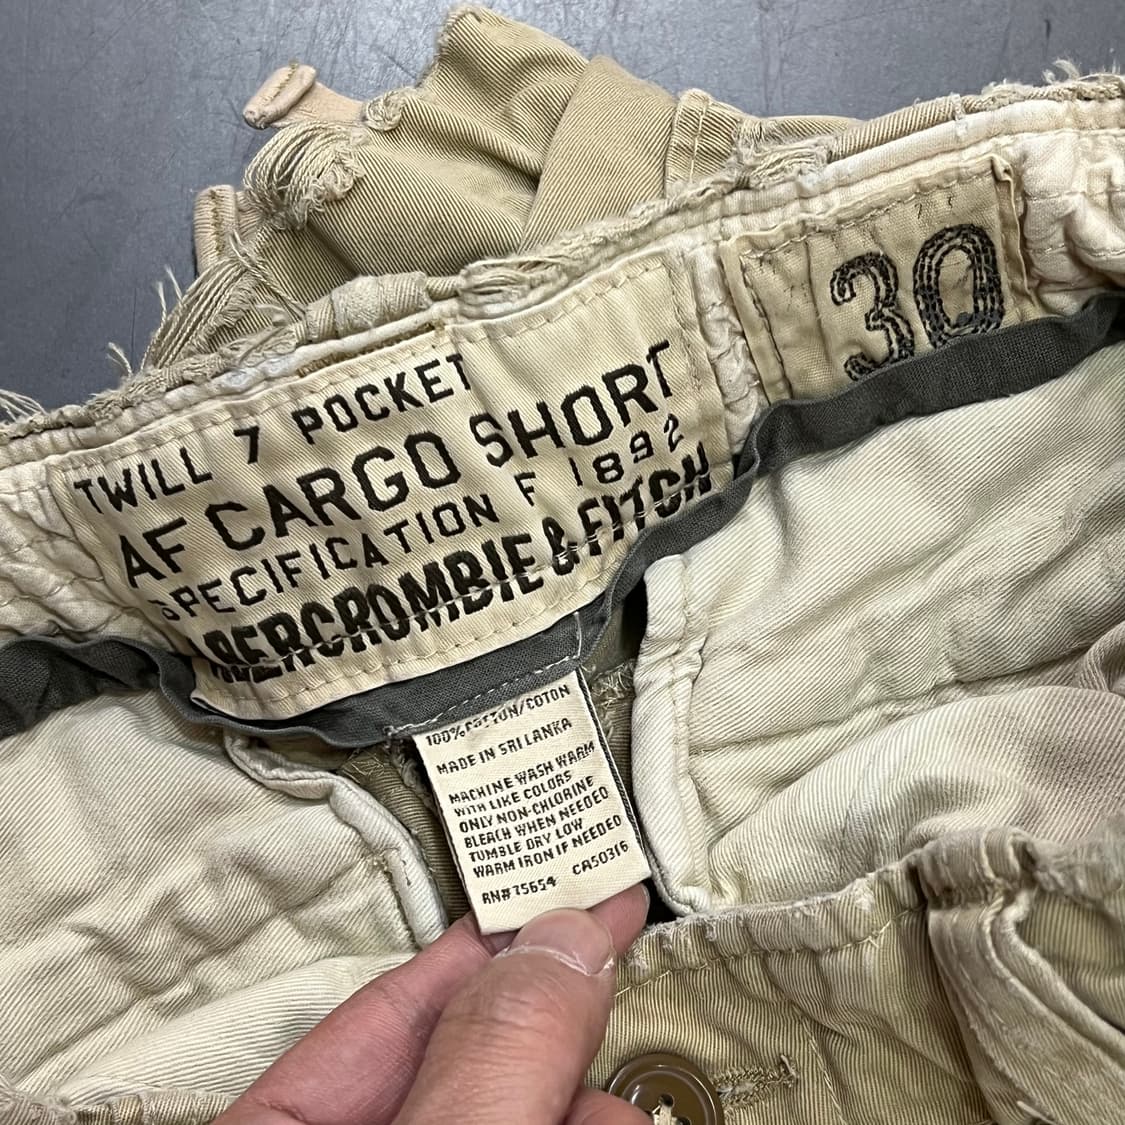 TWILL 7 POCKET
AF CARGO SHORT
SPECIFICATION F 1892
ABERCROMBIE & FITCH
30
100% COTTON/COTON
MADE IN SRI LANKA
MACHINE WASH WARM
WITH LIKE COLORS
ONLY NON-CHLORINE
BLEACH WHEN NEEDED
TUMBLE DRY LOW
WARM IRON IF NEEDED
RN#75654 CA50316